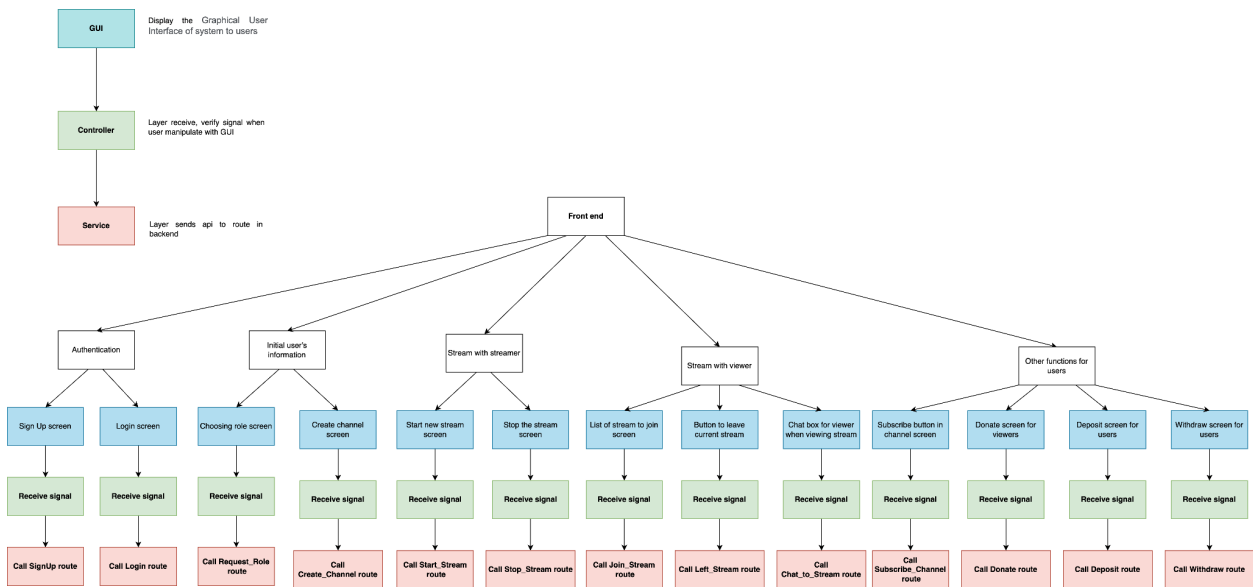 GUI
Display the Graphical User
Interface of system to users
Controller
Layer receive, verify signal when
user manipulate with GUI
Service
Layer sends api to route in
backend
Front end
Authentication
Initial user's
information
Stream with streamer
Stream with viewer
Other functions for
users
Sign Up screen
Login screen
Choosing role screen
Create channel
screen
Start new stream
screen
Stop the stream
screen
List of stream to join
screen
Button to leave
current stream
Chat box for viewer
when viewing stream
Subscribe button in
channel screen
Donate screen for
viewers
Deposit screen for
users
Withdraw screen for
users
Receive signal
Receive signal
Receive signal
Receive signal
Receive signal
Receive signal
Receive signal
Receive signal
Receive signal
Receive signal
Receive signal
Receive signal
Receive signal
Call SignUp route
Call Login route
Call Request_Role
route
Call
Create_Channel route
Call Start_Stream
route
Call Stop_Stream
route
Call Join_Stream
route
Call Left_Stream route
Call
Chat_to_Stream route
Call
Subscribe_Channel
route
Call Donate route
Call Deposit route
Call Withdraw route